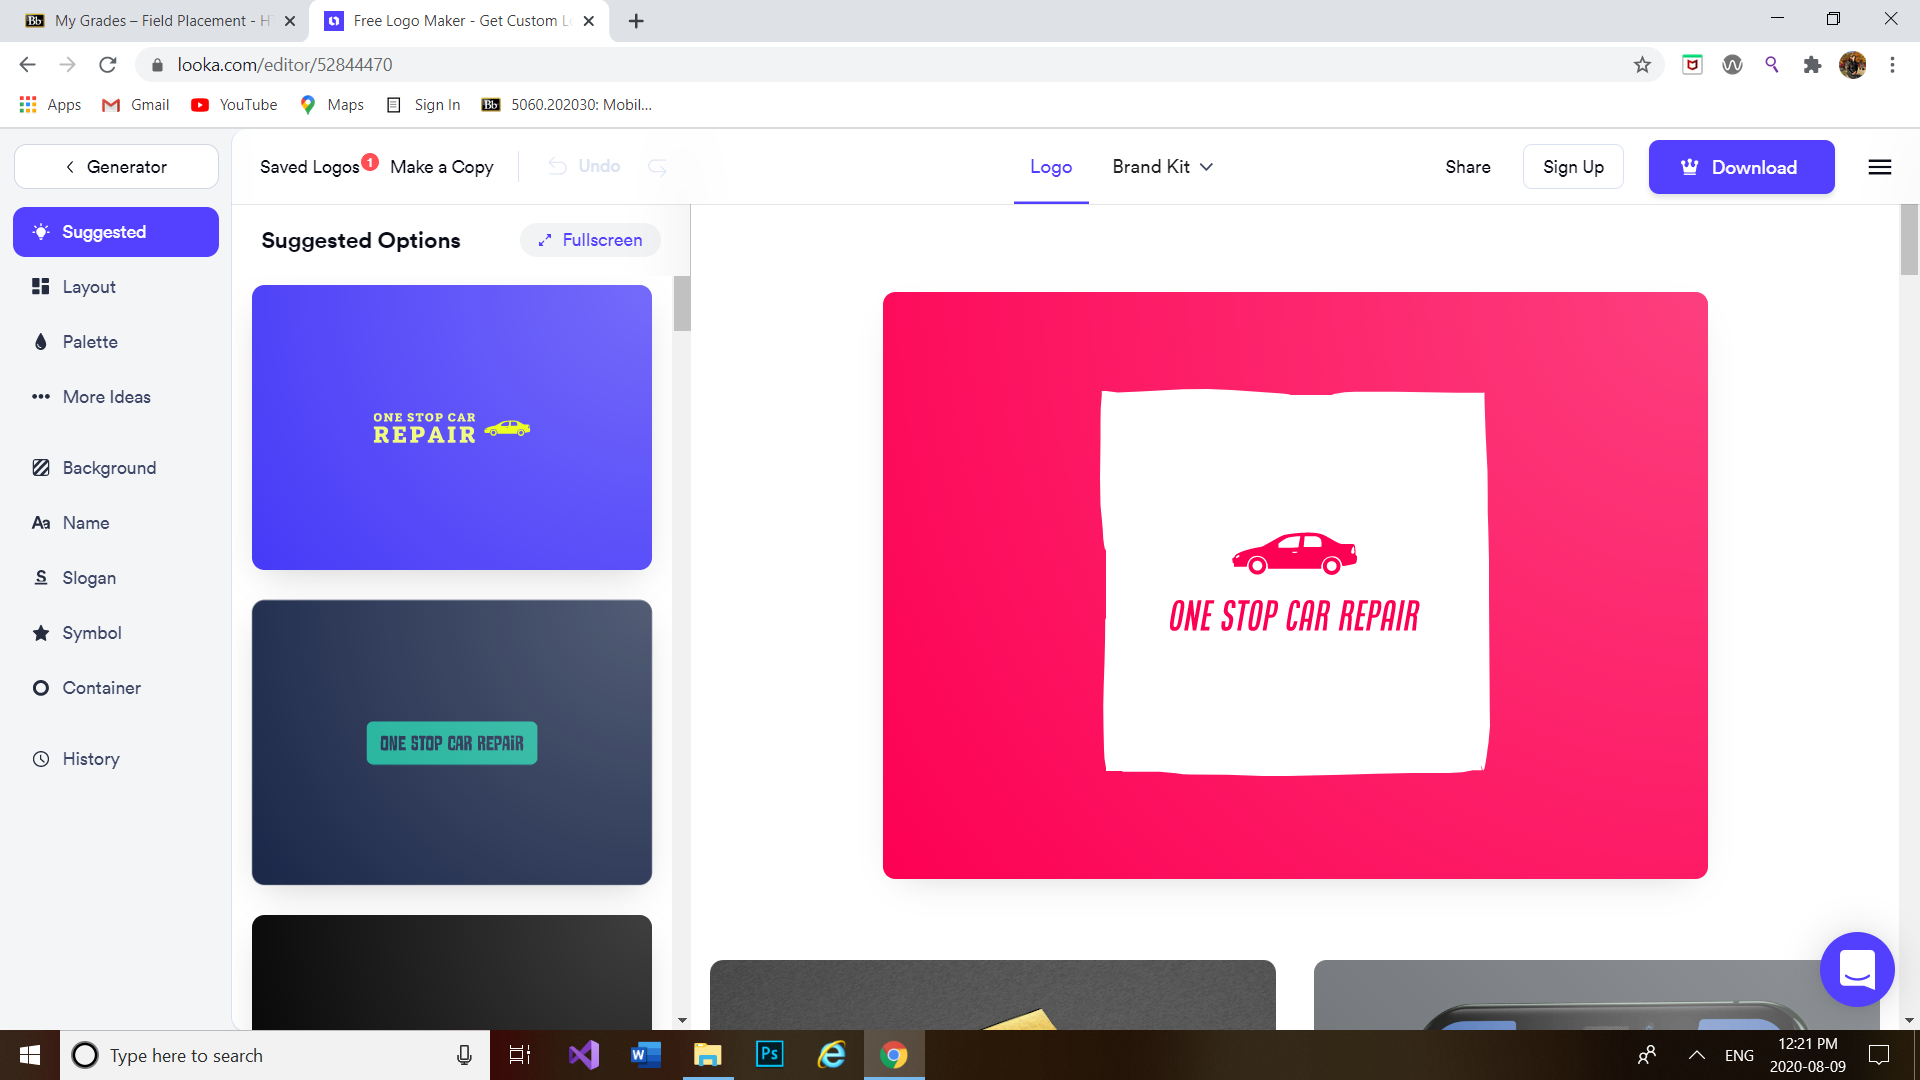 My Grades – Field Placement - H
Free Logo Maker - Get Custom L
looka.com/editor/52844470
Apps
Gmail
YouTube
Maps
Sign In
Bb
5060.202030: Mobil...
Generator
Saved Logos
1
Make a Copy
Undo
Logo
Brand Kit
Share
Sign Up
Download
Suggested
Layout
Palette
More Ideas
Background
Aa Name
S Slogan
Symbol
Container
History
Suggested Options
Fullscreen
ONE STOP CAR
REPAIR
ONE STOP CAR REPAIR
ONE STOP CAR REPAIR
Type here to search
W
Ps
ENG
12:21 PM
2020-08-09